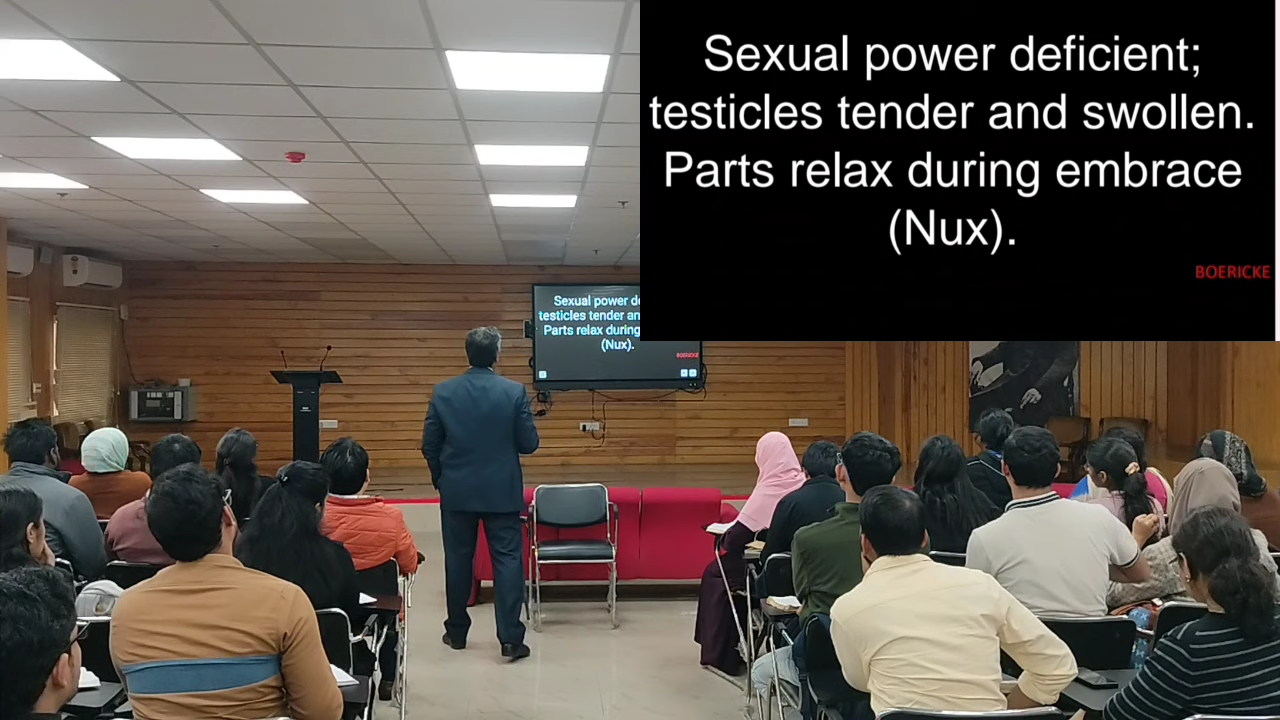 Sexual power deficient;
testicles tender and swollen.
Parts relax during embrace
(Nux).
BOERICKE
Sexual power de
testicles tender an
Parts relax during
(Nux).
BOERICKE